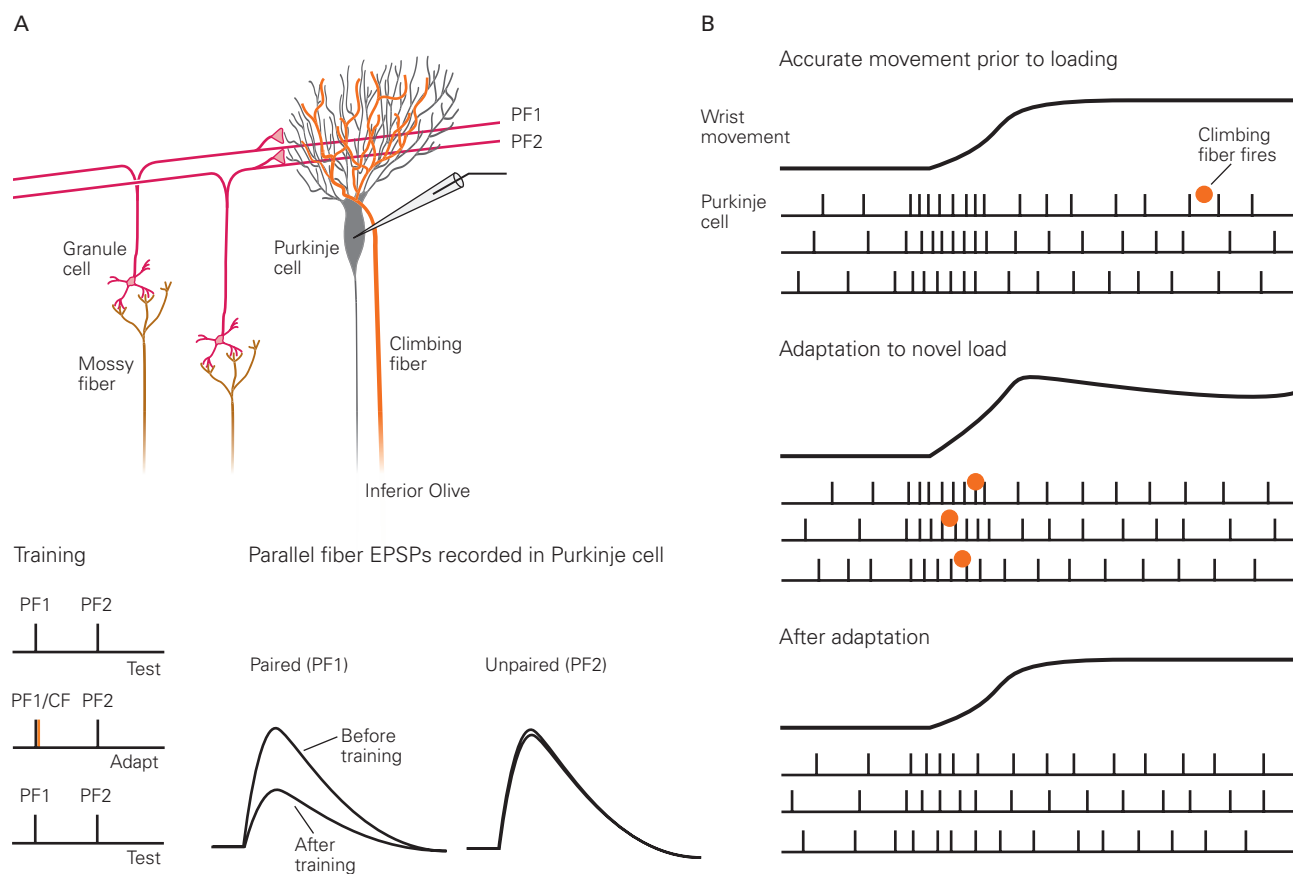 A
PF1
PF2
Granule
cell
Purkinje
cell
Mossy
fiber
Climbing
fiber
Inferior Olive
Training
Parallel fiber EPSPs recorded in Purkinje cell
PF1 PF2
Test
PF1/CF PF2
Adapt
PF1 PF2
Test
Paired (PF1)
Before
training
After
training
Unpaired (PF2)
B
Accurate movement prior to loading
Wrist
movement
Climbing
fiber fires
Purkinje
cell
Adaptation to novel load
After adaptation